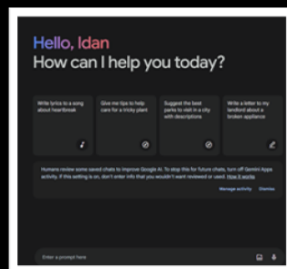 Hello, Idan
How can I help you today?
Write lyrics to a song
about heartbreak
Give me tips to help
care for a tricky plant
Suggest the best
parks to visit in a city
with descriptions
Write a letter to my
landlord about a
broken appliance
Humans review some saved chats to improve Google AI. To stop this for future chats, turn off Gemini Apps
activity. If this setting is on, don't enter info that you wouldn't want reviewed or used. How it works
Manage activity Dismiss
Enter a prompt here